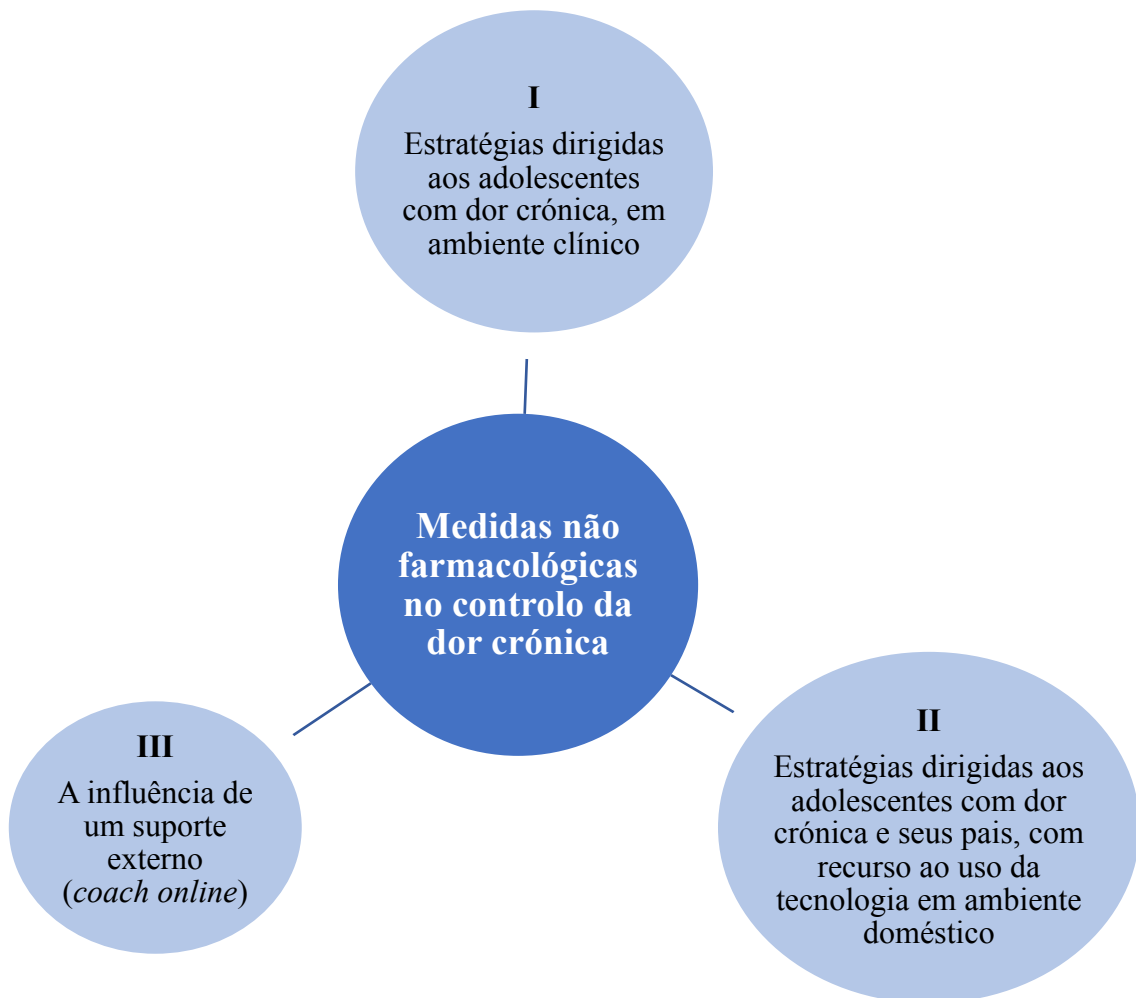 I
Estratégias dirigidas
aos adolescentes
com dor crónica, em
ambiente clínico
Medidas não
farmacológicas
no controlo da
dor crónica
II
Estratégias dirigidas aos
adolescentes com dor
crónica e seus pais, com
recurso ao uso da
tecnologia em ambiente
doméstico
III
A influência de
um suporte
externo
(coach online)